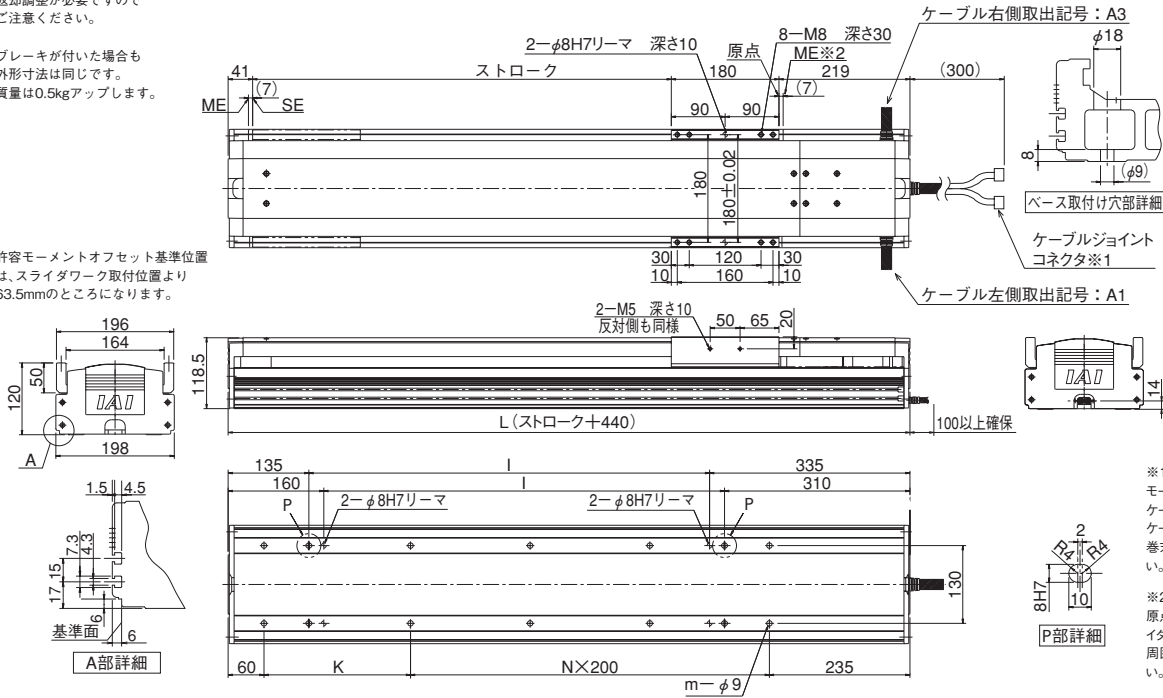 返却調整が必要ですので
ご注意ください。
ブレーキが付いた場合も
外形寸法は同じです。
質量は0.5kgアップします。
ケーブル右側取出記号：A3
2－φ8H7リーマ 深さ10
8－M8 深さ30
原点
ME※2
φ18
41
ストローク
180
219
(300)
(7)
(7)
ME
SE
90
90
180
180±0.02
8
(φ9)
ベース取付け穴部詳細
ケーブルジョイント
コネクタ※1
30
120
30
10
160
10
ケーブル左側取出記号：A1
許容モーメントオフセット基準位置
は、スライダワーク取付位置より
63.5mmのところになります。
2－M5 深さ10
反対側も同様
50
65
20
196
164
50
120
IAI
198
A
118.5
L(ストローク＋440)
100以上確保
IAI
14
135
I
335
160
I
310
P
2－φ8H7リーマ
2－φ8H7リーマ
P
1.5
4.5
7.3
4.3
15
17
6
6
基準面
A部詳細
130
60
K
N×200
235
m－φ9
2
R4
R4
8H7
10
P部詳細
※1
モー
ケー
ケー
い。
※2
原点
イタ
い。